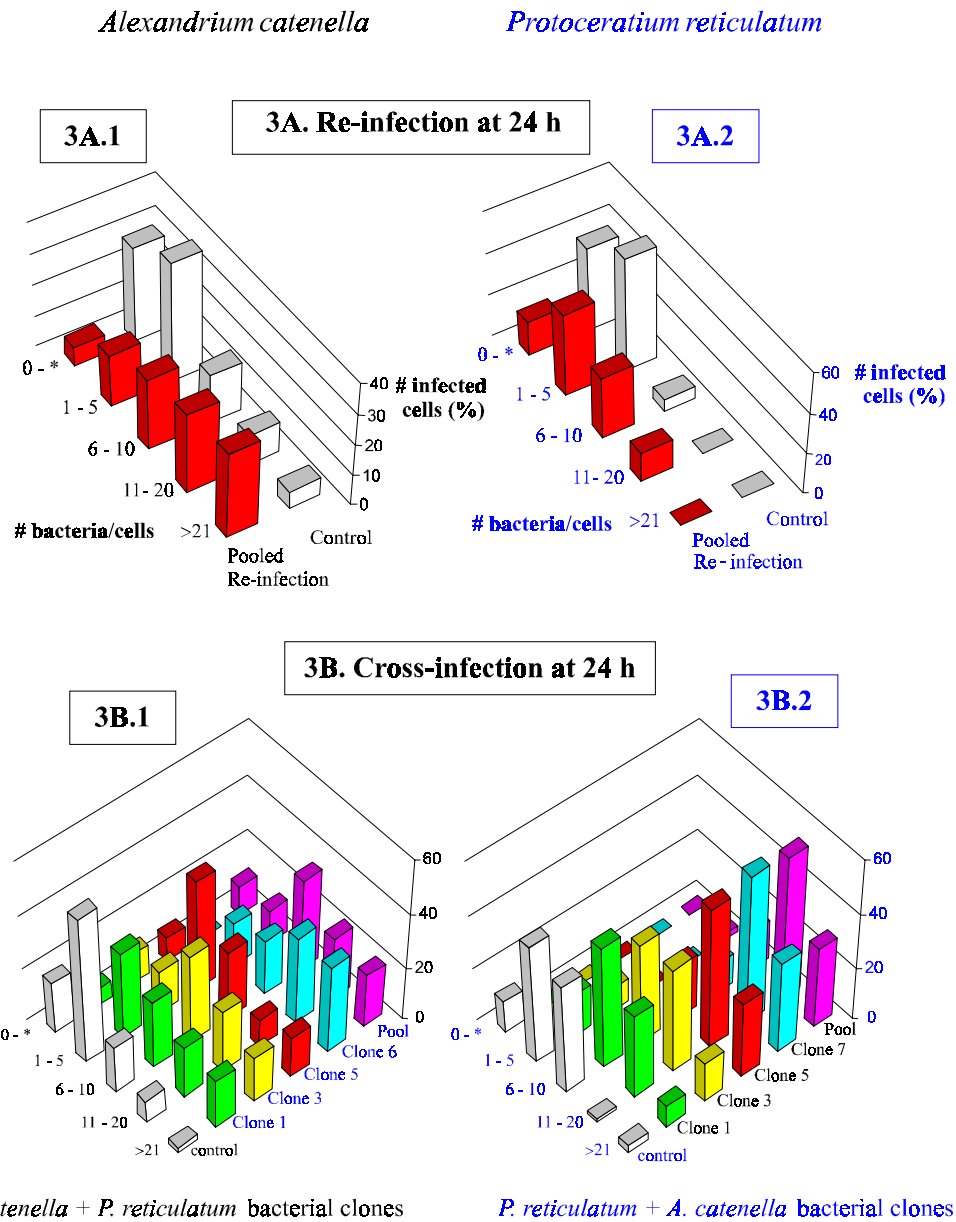 Alexandrium catenella
Protoceratium reticulatum
3A. Re-infection at 24 h
3A.1
3A.2
0 - *
1 - 5
6 - 10
11 - 20
>21
# bacteria/cells
Pooled
Re-infection
Control
40
30
20
10
0
# infected
cells (%)
0 - *
1 - 5
6 - 10
11 - 20
>21
# bacteria/cells
Pooled
Re - infection
Control
60
40
20
0
# infected
cells (%)
3B. Cross-infection at 24 h
3B.1
3B.2
0 - *
1 - 5
6 - 10
11 - 20
>21
control
Clone 1
Clone 3
Clone 5
Clone 6
Pool
60
40
20
0
0 - *
1 - 5
6 - 10
11 - 20
>21
control
Clone 1
Clone 3
Clone 5
Clone 7
Pool
60
40
20
0
tenella + P. reticulatum bacterial clones
P. reticulatum + A. catenella bacterial clones